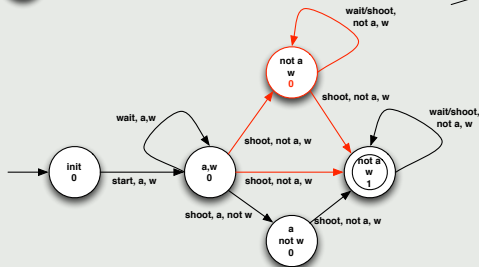 wait/shoot,
not a, w
not a
w
0
shoot, not a, w
wait, a,w
shoot, not a, w
wait/shoot,
not a, w
init
0
start, a, w
a,w
0
shoot, not a, w
not a
w
1
shoot, a, not w
a
not w
0
shoot, not a, w